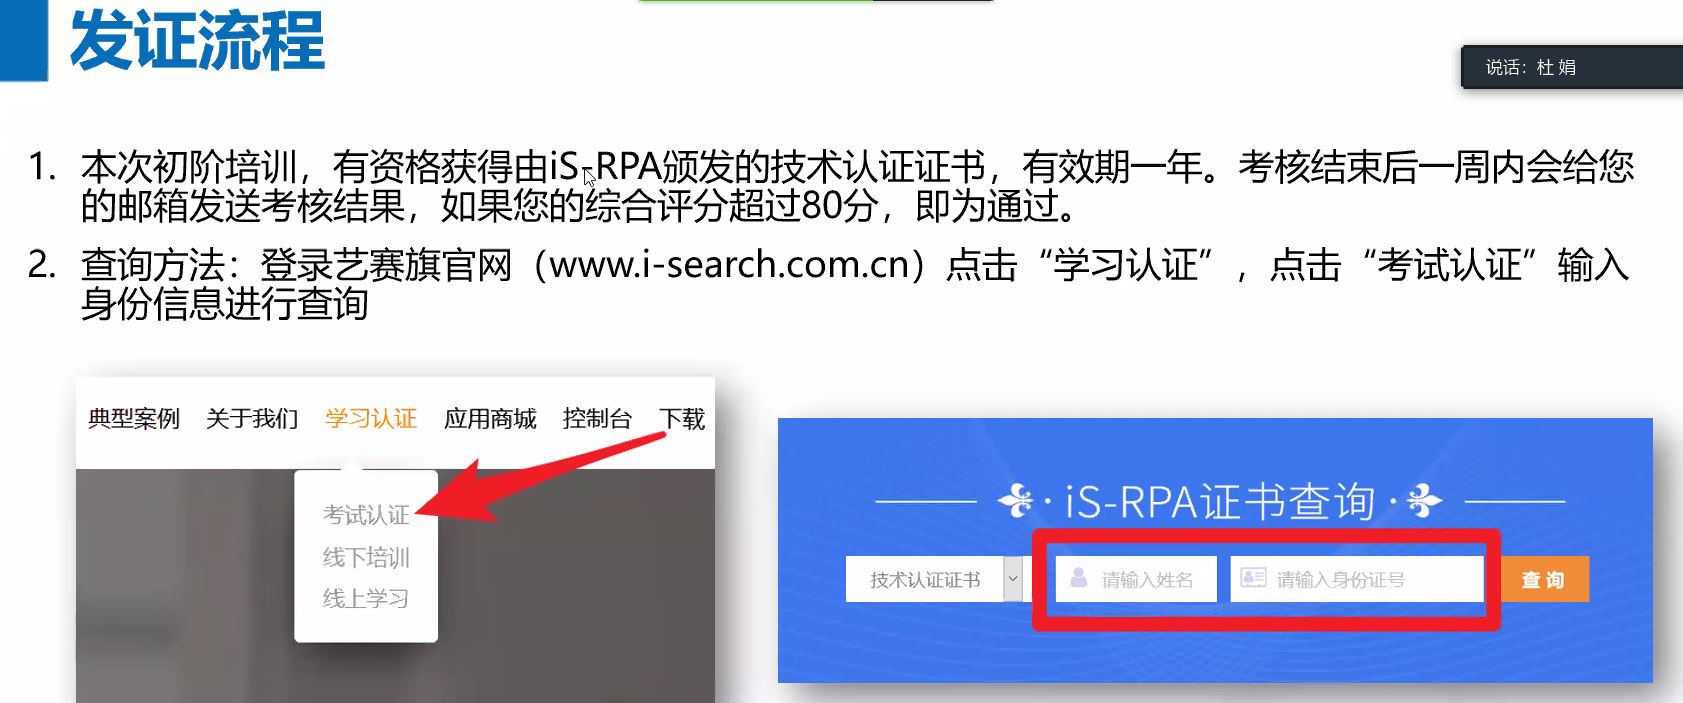 发证流程
说话：杜 娟
1. 本次初阶培训，有资格获得由iS-RPA颁发的技术认证证书，有效期一年。考核结束后一周内会给您
的邮箱发送考核结果，如果您的综合评分超过80分，即为通过。
2. 查询方法：登录艺赛旗官网（www.i-search.com.cn）点击“学习认证”，点击“考试认证”输入
身份信息进行查询
典型案例 关于我们 学习认证 应用商城 控制台 下载
考试认证
线下培训
线上学习
·iS-RPA证书查询·
技术认证证书 请输入姓名 请输入身份证号 查询